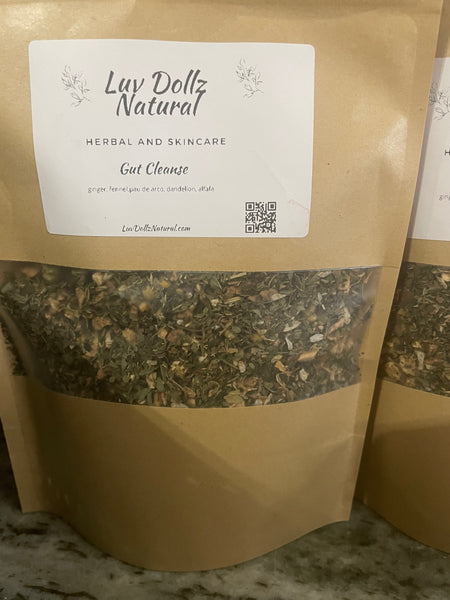 Luv Dollz
Natural
HERBAL AND SKINCARE
Gut Cleanse
ginger, fennel,pau de arco, dandelion, alfafa
LuvDollzNatural.com